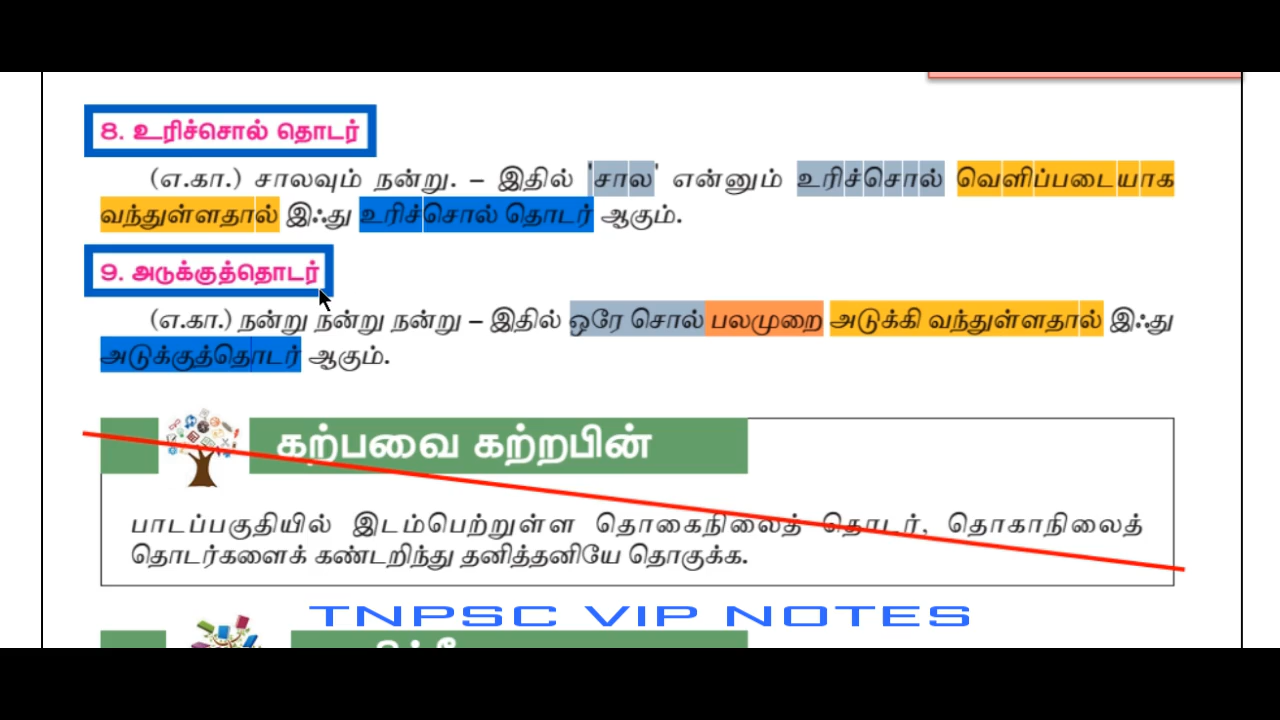 8. உரிச்சொல் தொடர்
(எ.கா.) சாலவும் நன்று. – இதில் 'சால' என்னும் உரிச்சொல் வெளிப்படையாக
வந்துள்ளதால் இஃது உரிச்சொல் தொடர் ஆகும்.
9. அடுக்குத்தொடர்
(எ.கா.) நன்று நன்று நன்று – இதில் ஒரே சொல் பலமுறை அடுக்கி வந்துள்ளதால் இஃது
அடுக்குத்தொடர் ஆகும்.
கற்பவை கற்றபின்
பாடப்பகுதியில் இடம்பெற்றுள்ள தொகைநிலைத் தொடர், தொகாநிலைத்
தொடர்களைக் கண்டறிந்து தனித்தனியே தொகுக்க.
TNPSC VIP NOTES